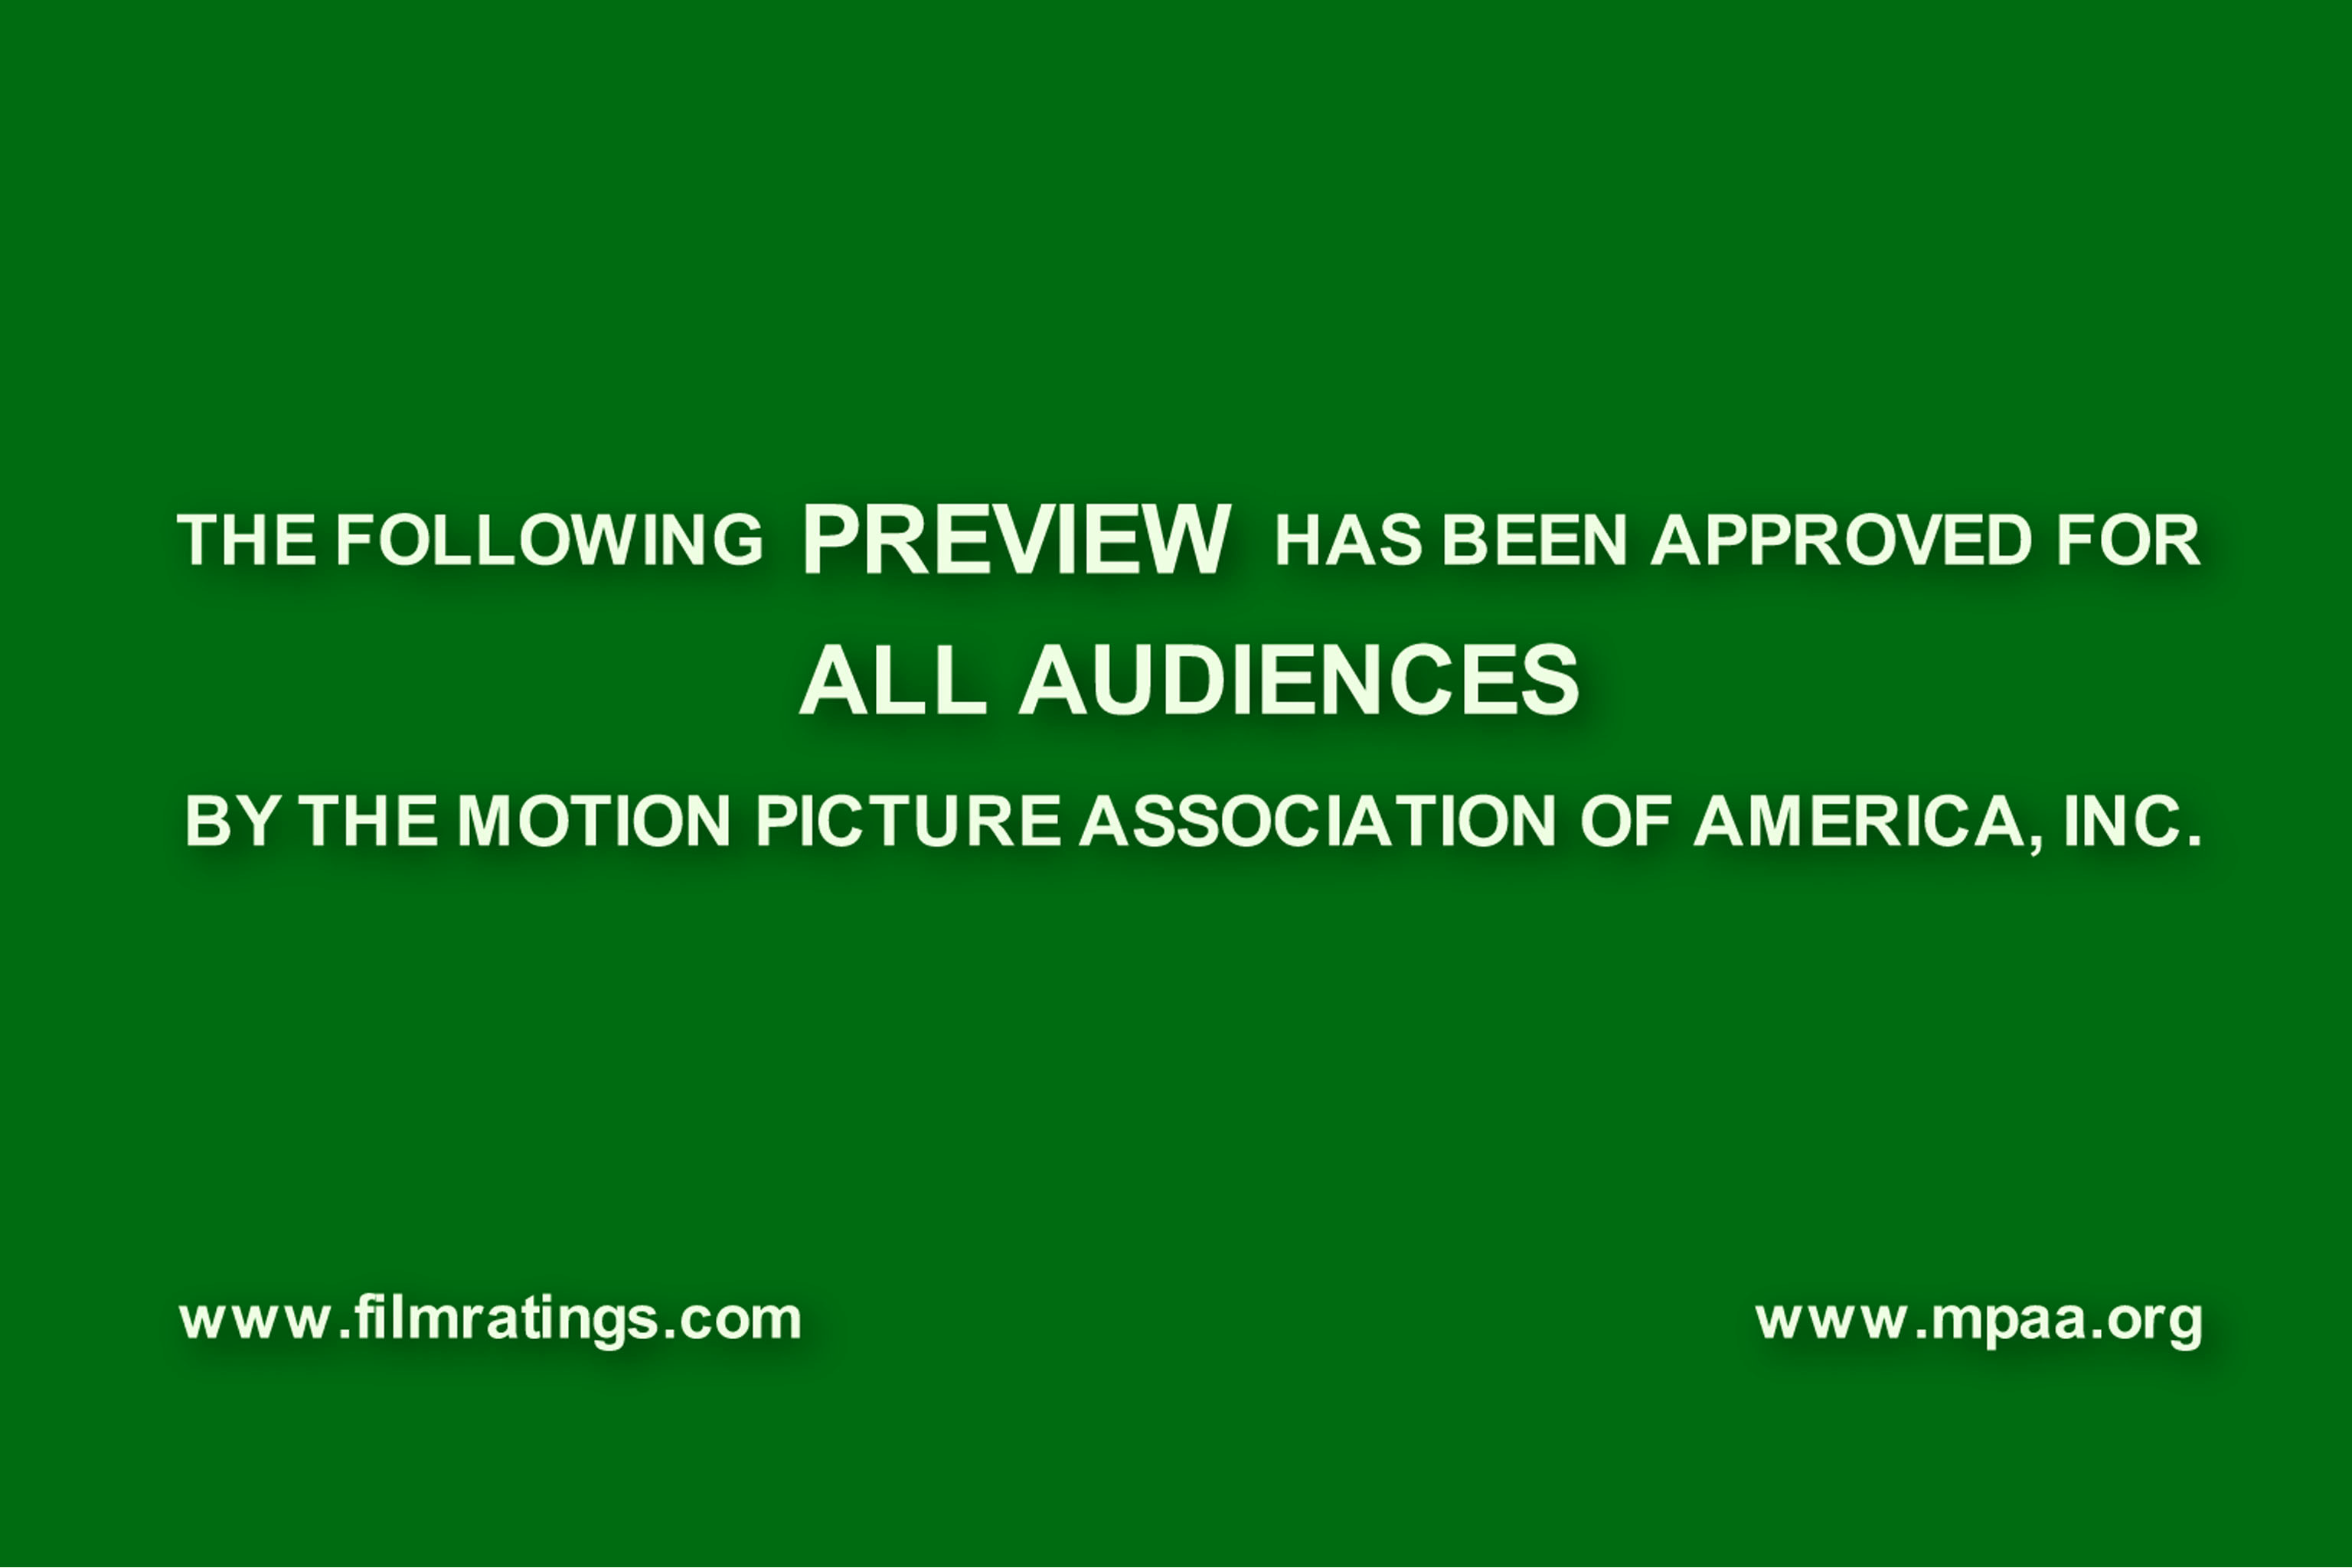 THE FOLLOWING PREVIEW HAS BEEN APPROVED FOR
ALL AUDIENCES
BY THE MOTION PICTURE ASSOCIATION OF AMERICA, INC.
www.filmratings.com www.mpaa.org